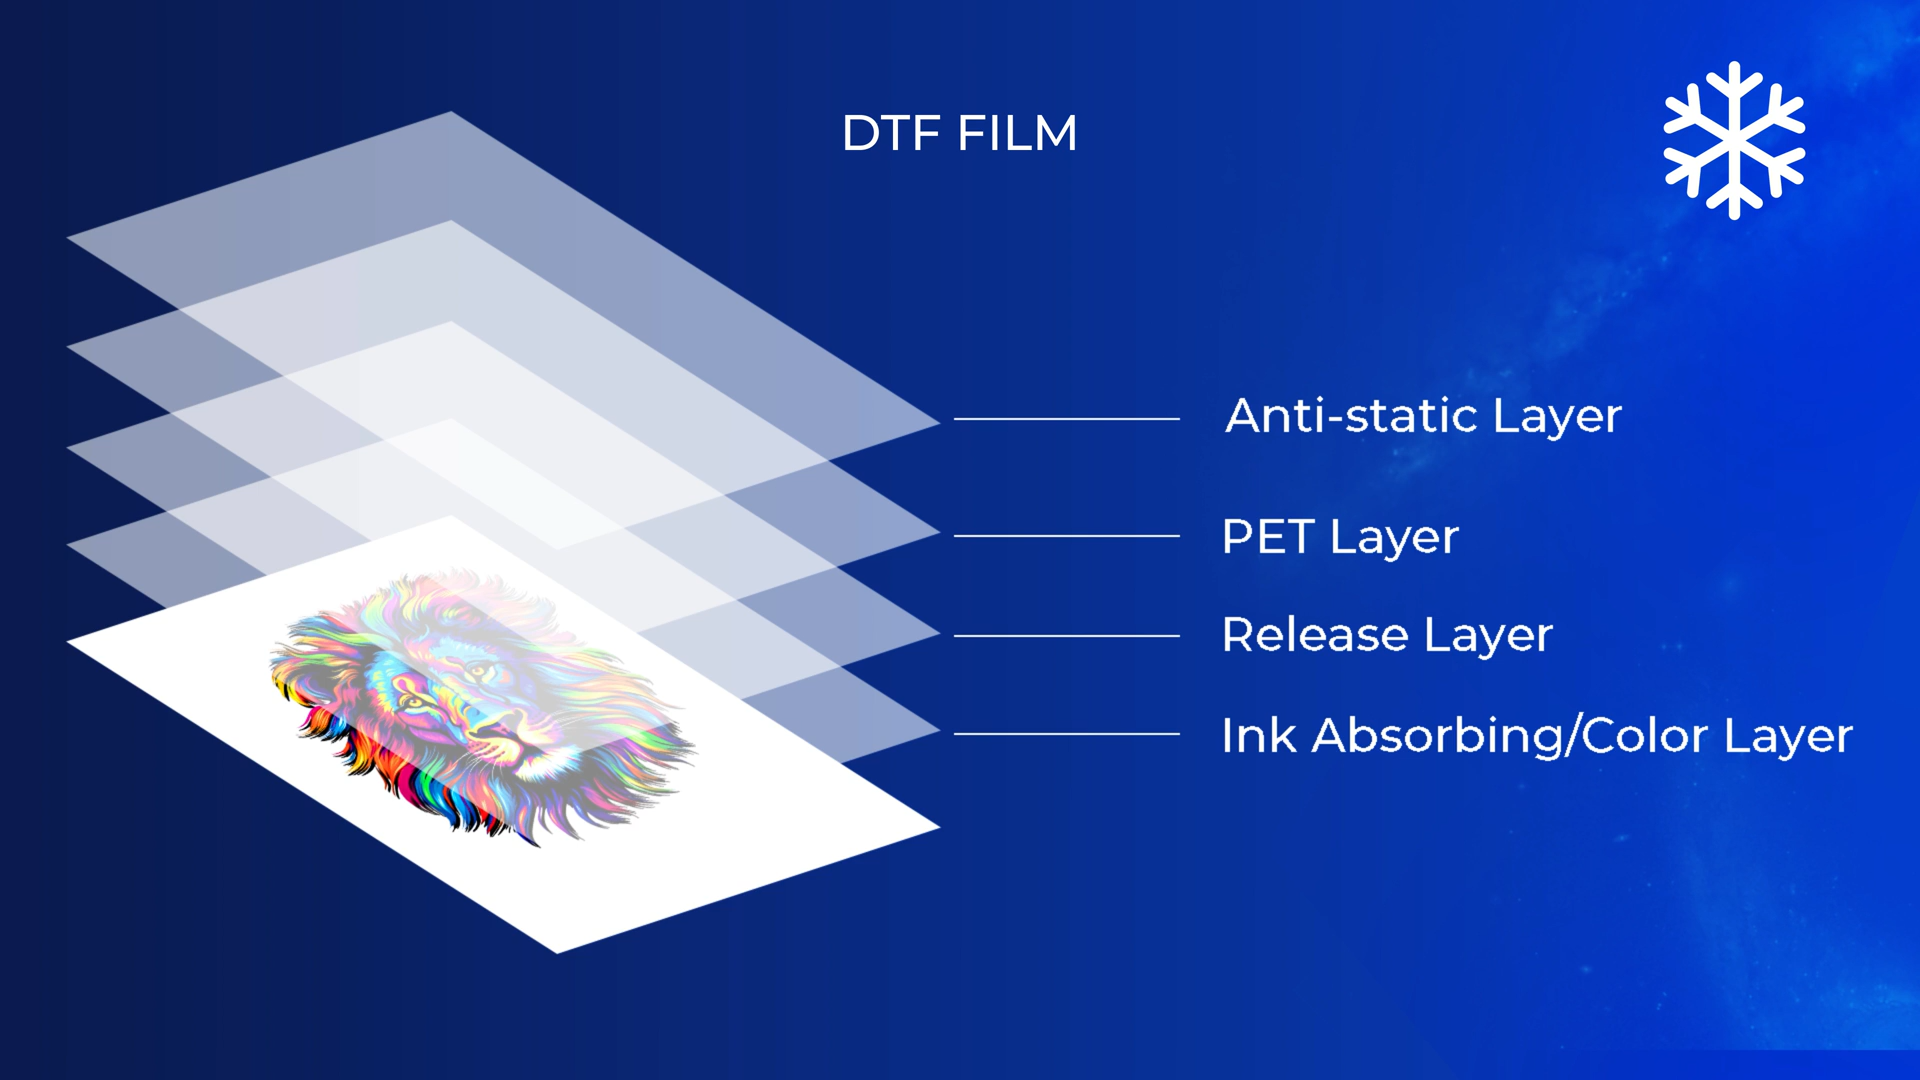 DTF FILM
Anti-static Layer
PET Layer
Release Layer
Ink Absorbing/Color Layer